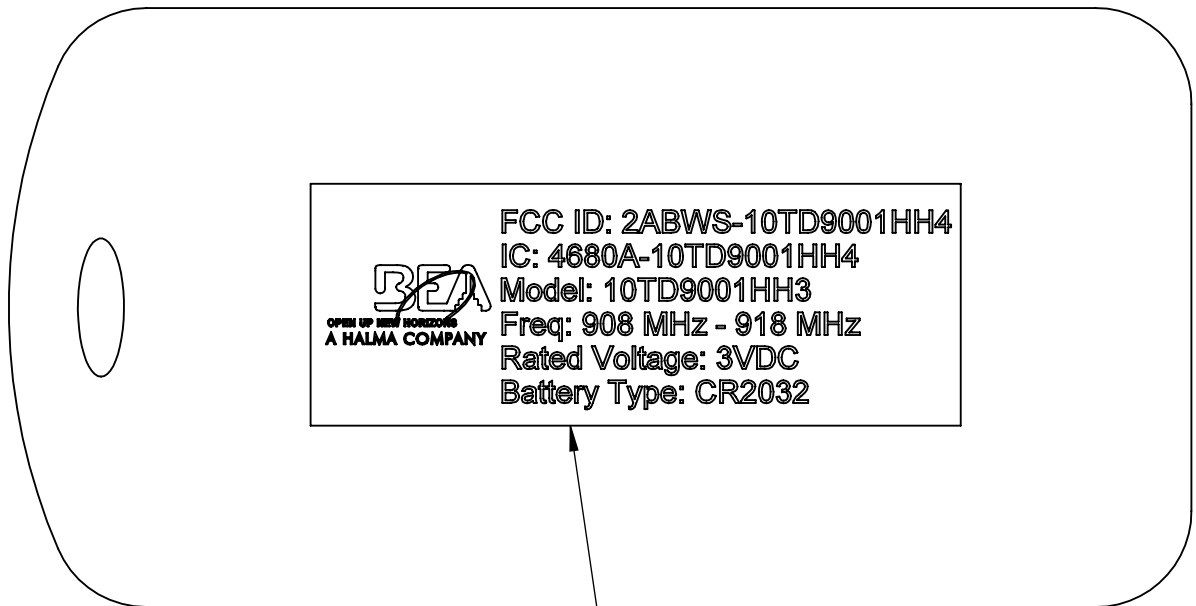 BEA
OPEN UP NEW HORIZONS
A HALMA COMPANY
FCC ID: 2ABWS-10TD9001HH4
IC: 4680A-10TD9001HH4
Model: 10TD9001HH3
Freq: 908 MHz - 918 MHz
Rated Voltage: 3VDC
Battery Type: CR2032